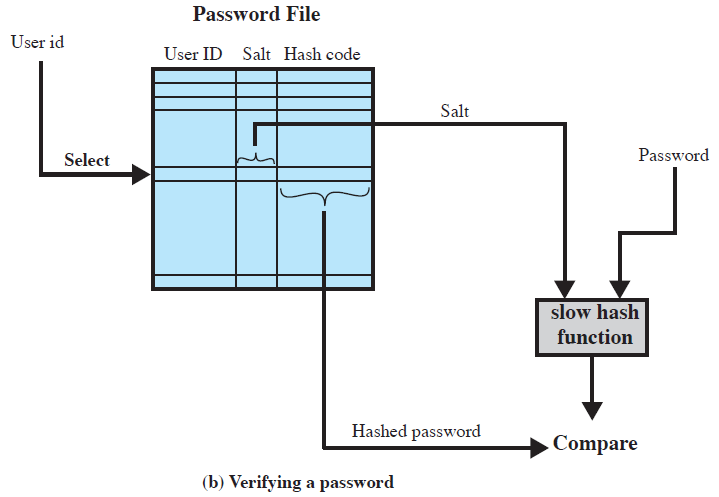 Password File
User id
User ID Salt Hash code
Salt
Select
Password
slow hash
function
Hashed password
Compare
(b) Verifying a password